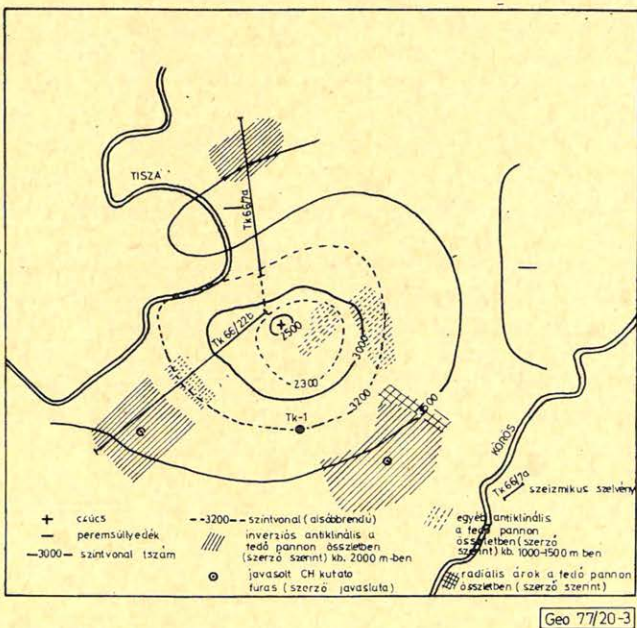 TISZA
Tk 66/7a
Tk 66/22b
2500
2300
3000
3200
500
Tk-1
KÖRÖS
Tk66/7a
szeizmikus szelvény
csúcs
peremsüllyedék
—3000— szintvonal tszám
--3200-- szintvonal (alsóbbrendű)
inverziós antiklinális a
fedő pannon összletben
(szerző szerint) kb. 2000 m-ben
javasolt CH kutató
fúrás (szerző javaslata)
egyéb antiklinális
a fedő pannon
összletben (szerző
szerint) kb. 1000-1500 m ben
radiális árok a fedő pannon
összletben (szerző szerint)
Geo 77/20-3